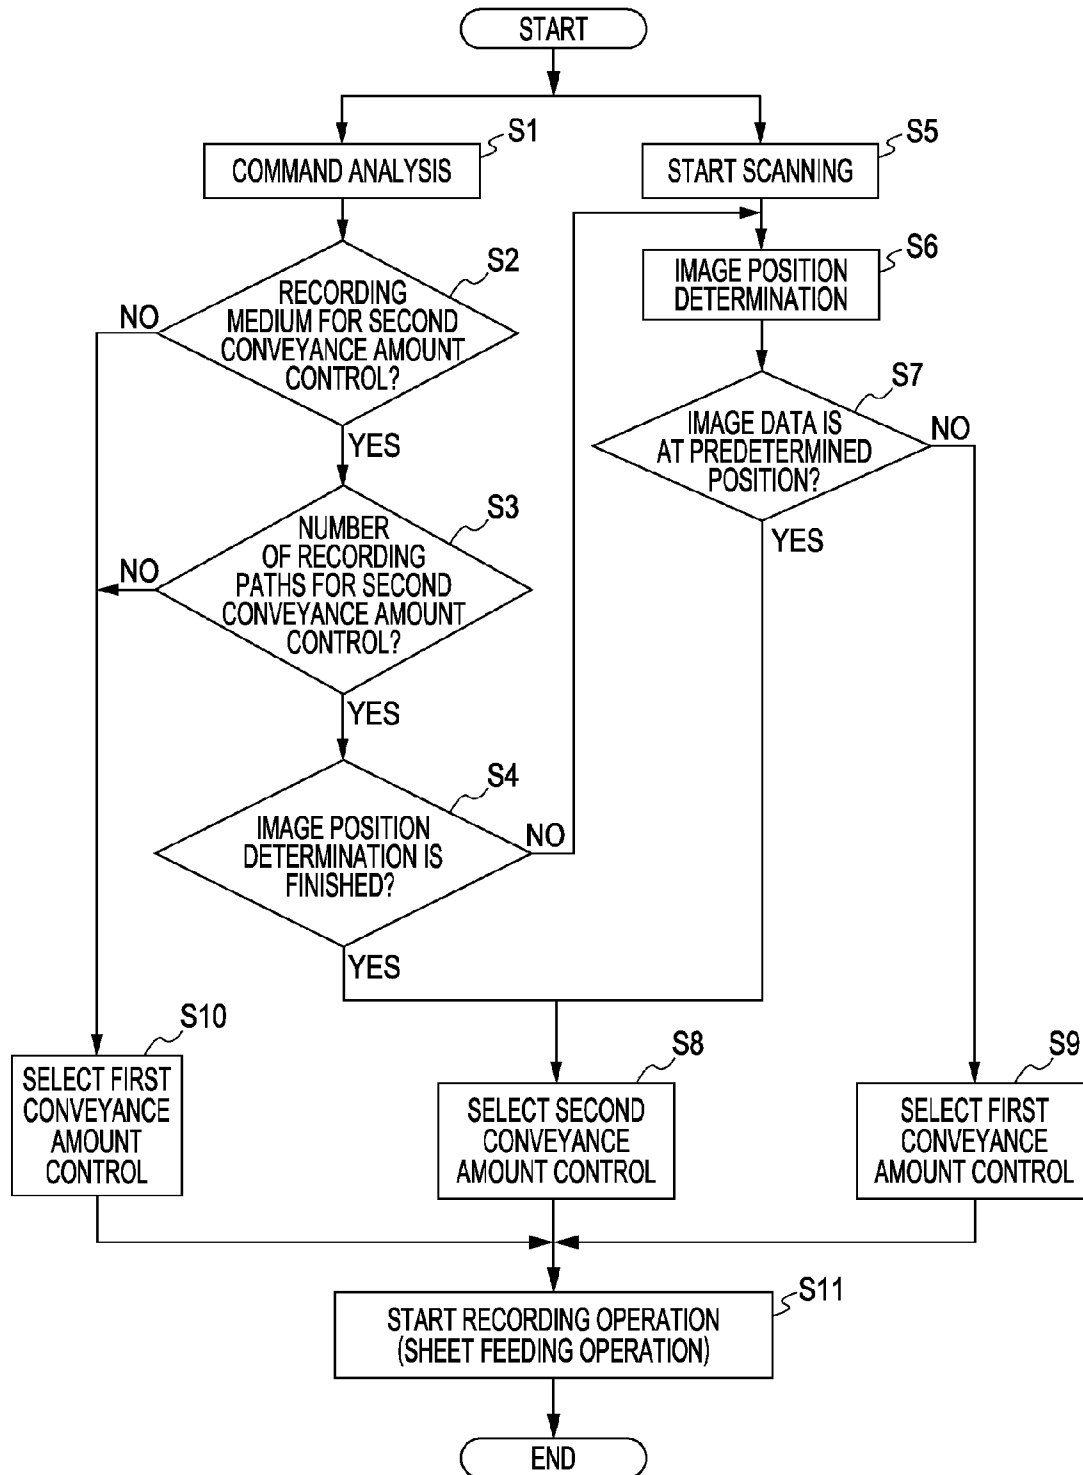 START
S1
COMMAND ANALYSIS
S5
START SCANNING
S2
RECORDING
MEDIUM FOR SECOND
CONVEYANCE AMOUNT
CONTROL?
NO
YES
S6
IMAGE POSITION
DETERMINATION
S7
IMAGE DATA IS
AT PREDETERMINED
POSITION?
NO
YES
S3
NUMBER
OF RECORDING
PATHS FOR SECOND
CONVEYANCE AMOUNT
CONTROL?
NO
YES
S4
IMAGE POSITION
DETERMINATION IS
FINISHED?
NO
YES
S10
SELECT FIRST
CONVEYANCE
AMOUNT
CONTROL
S8
SELECT SECOND
CONVEYANCE
AMOUNT CONTROL
S9
SELECT FIRST
CONVEYANCE
AMOUNT CONTROL
S11
START RECORDING OPERATION
(SHEET FEEDING OPERATION)
END